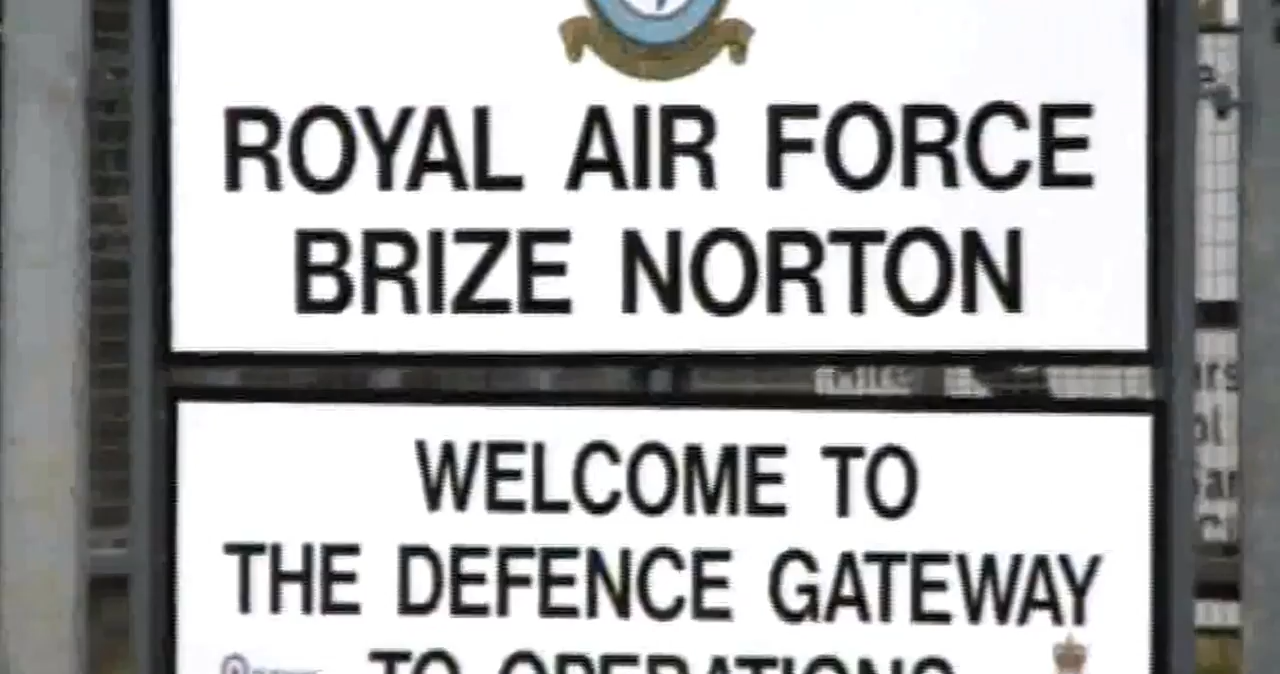 ROYAL AIR FORCE
BRIZE NORTON
WELCOME TO
THE DEFENCE GATEWAY
TO OPERATIONS